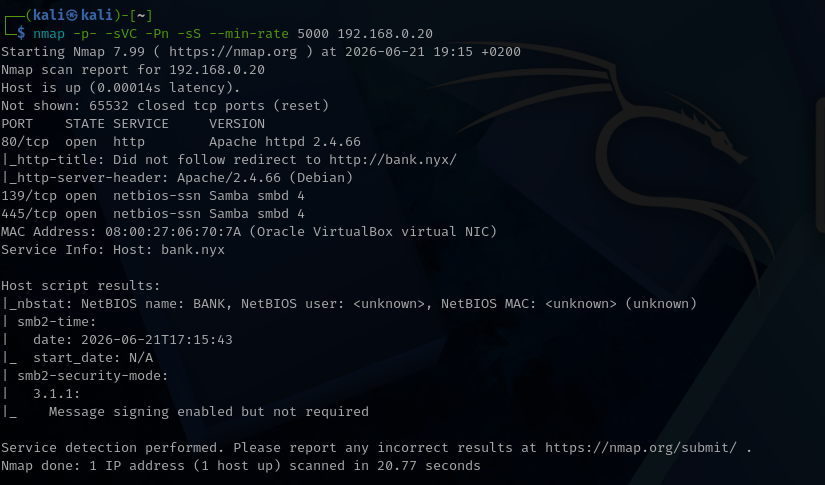 ┌──(kali㉿kali)-[~]
└─$ nmap -p- -sVC -Pn -sS --min-rate 5000 192.168.0.20
Starting Nmap 7.99 ( https://nmap.org ) at 2026-06-21 19:15 +0200
Nmap scan report for 192.168.0.20
Host is up (0.00014s latency).
Not shown: 65532 closed tcp ports (reset)
PORT    STATE SERVICE     VERSION
80/tcp  open  http        Apache httpd 2.4.66
|_http-title: Did not follow redirect to http://bank.nyx/
|_http-server-header: Apache/2.4.66 (Debian)
139/tcp open  netbios-ssn Samba smbd 4
445/tcp open  netbios-ssn Samba smbd 4
MAC Address: 08:00:27:06:70:7A (Oracle VirtualBox virtual NIC)
Service Info: Host: bank.nyx

Host script results:
|_nbstat: NetBIOS name: BANK, NetBIOS user: <unknown>, NetBIOS MAC: <unknown> (unknown)
| smb2-time:
|   date: 2026-06-21T17:15:43
|_  start_date: N/A
| smb2-security-mode:
|   3.1.1:
|_    Message signing enabled but not required

Service detection performed. Please report any incorrect results at https://nmap.org/submit/ .
Nmap done: 1 IP address (1 host up) scanned in 20.77 seconds